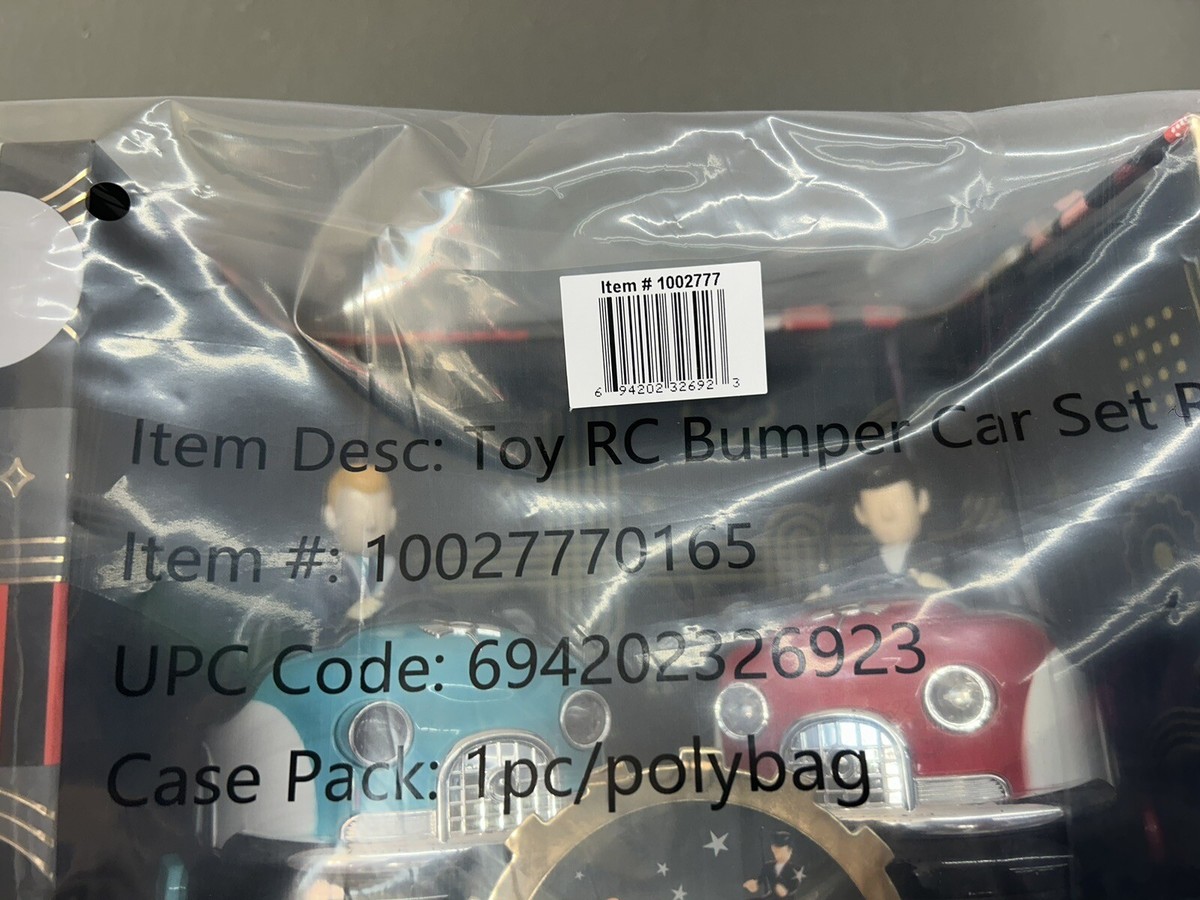 Item # 1002777
6 94202 32692 3
Item Desc: Toy RC Bumper Car Set
Item #: 10027770165
UPC Code: 694202326923
Case Pack: 1pc/polybag